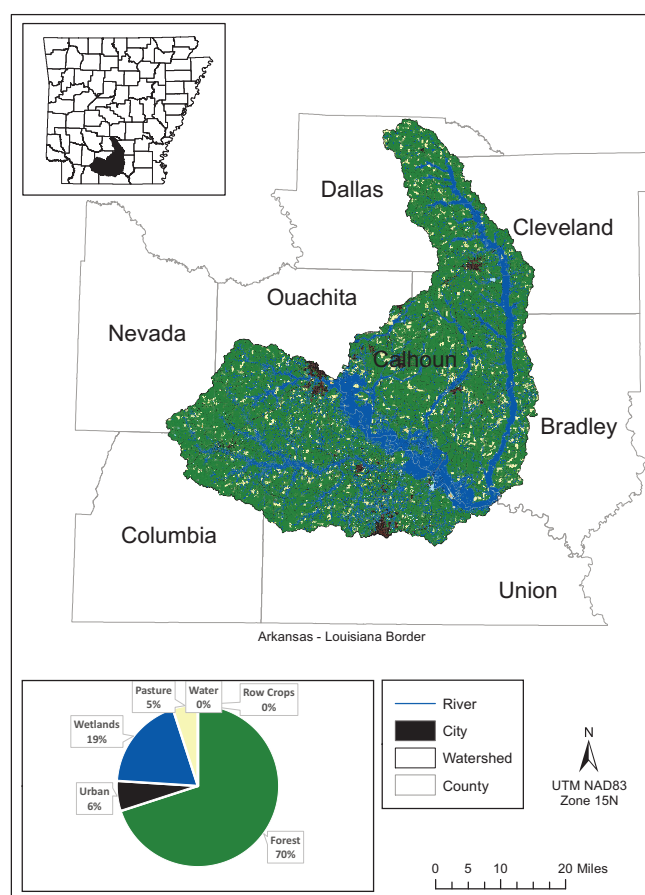 Dallas
Cleveland
Ouachita
Nevada
Calhoun
Bradley
Columbia
Union
Arkansas - Louisiana Border
Pasture
5%
Water
0%
Row Crops
0%
Wetlands
19%
Urban
6%
Forest
70%
River
City
Watershed
County
N
UTM NAD83
Zone 15N
0 5 10 20 Miles